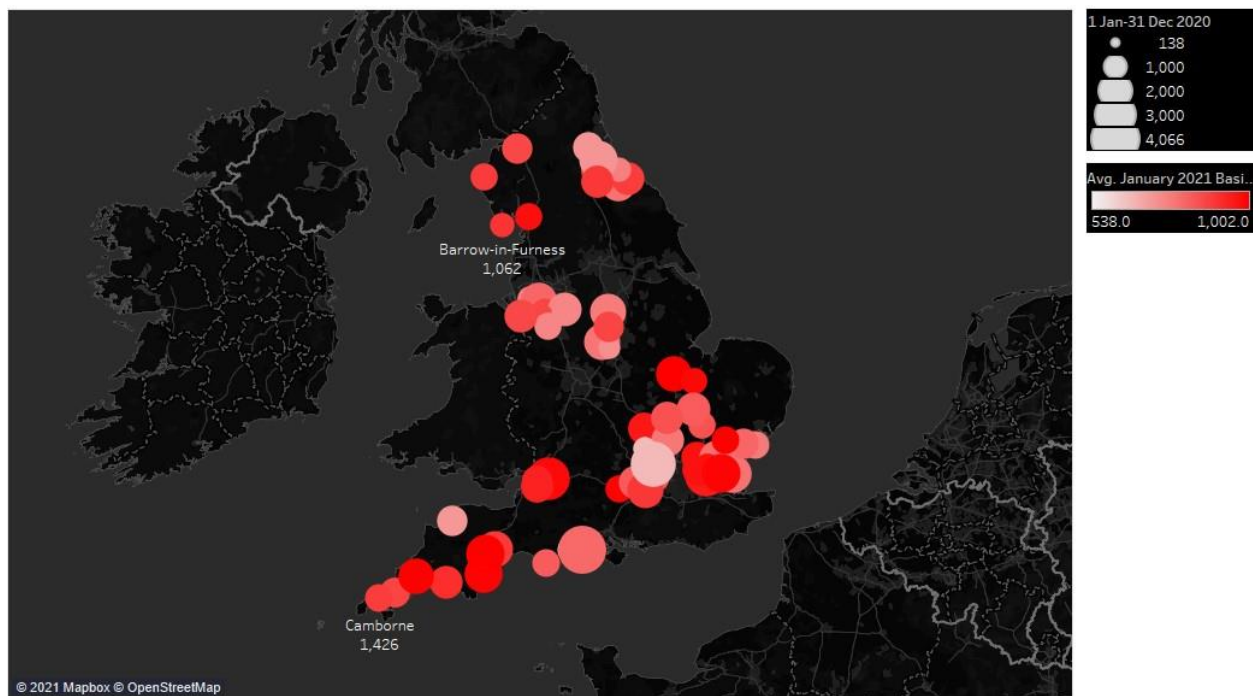 1 Jan-31 Dec 2020
138
1,000
2,000
3,000
4,066
Avg. January 2021 Basi..
538.0 1,002.0
Barrow-in-Furness
1,062
Camborne
1,426
© 2021 Mapbox © OpenStreetMap